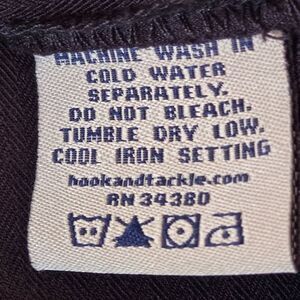 MACHINE WASH IN
COLD WATER
SEPARATELY.
DO NOT BLEACH.
TUMBLE DRY LOW.
COOL IRON SETTING
hookandtackle.com
RN 34380